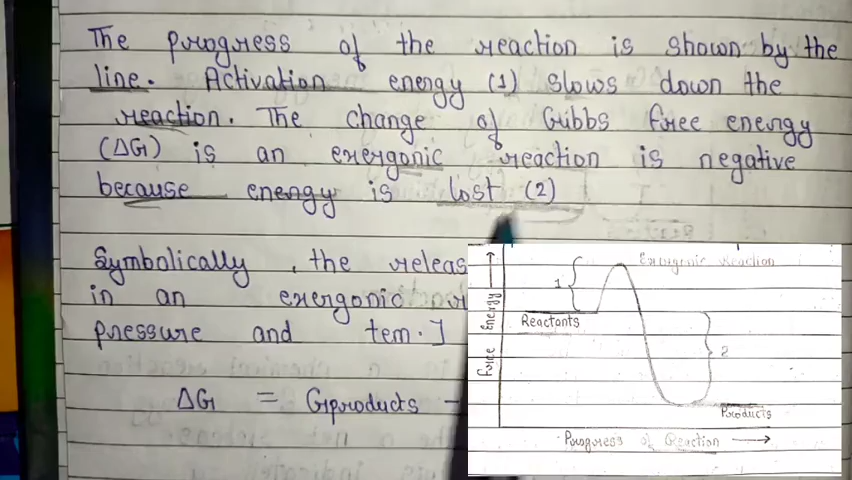 The progress of the reaction is shown by the
line. Activation energy (1) slows down the
reaction. The change of Gibbs free energy
(ΔG) is an exergonic reaction is negative
because energy is lost (2)
Symbolically, the releas
in an exergonic
pressure and tem.]
ΔG = Gproducts -
Exergonic Reaction
1
Reactants
2
Products
Free Energy
Progress of Reaction